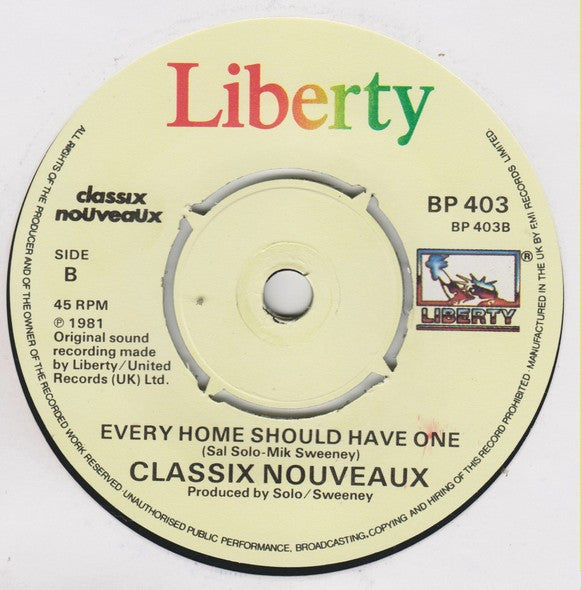 Liberty
classix
nouveaux
BP 403
BP 403B
SIDE
B
®
LIBERTY
45 RPM
℗ 1981
Original sound
recording made
by Liberty/United
Records (UK) Ltd.
EVERY HOME SHOULD HAVE ONE
(Sal Solo-Mik Sweeney)
CLASSIX NOUVEAUX
Produced by Solo/Sweeney
ALL RIGHTS OF THE PRODUCER AND OF THE OWNER OF THE RECORDED WORK RESERVED. UNAUTHORISED PUBLIC PERFORMANCE, BROADCASTING, COPYING AND HIRING OF THIS RECORD PROHIBITED. MANUFACTURED IN THE UK BY EMI RECORDS LIMITED.